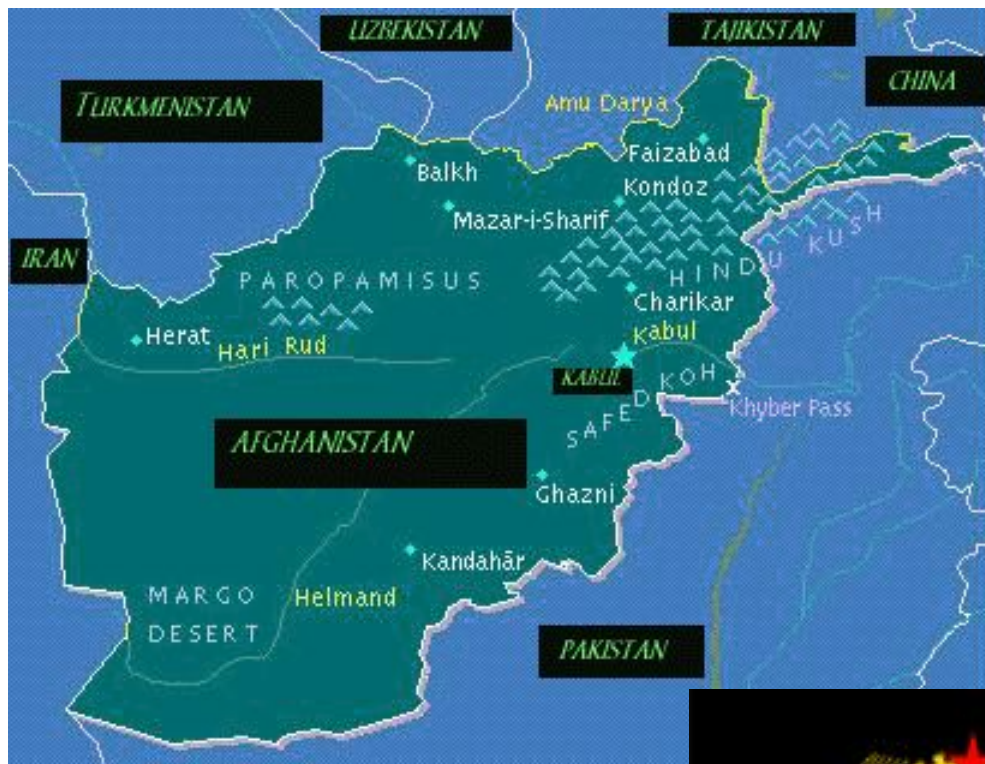 UZBEKISTAN
TAJIKISTAN
CHINA
TURKMENISTAN
Amu Darya
Faizabad
Balkh
Kondoz
Mazar-i-Sharif
HINDU KUSH
IRAN
PAROPAMISUS
Charikar
Herat
Hari Rud
Kabul
KABUL
SAFED KOH
Khyber Pass
AFGHANISTAN
Ghazni
Kandahār
MARGO
DESERT
Helmand
PAKISTAN